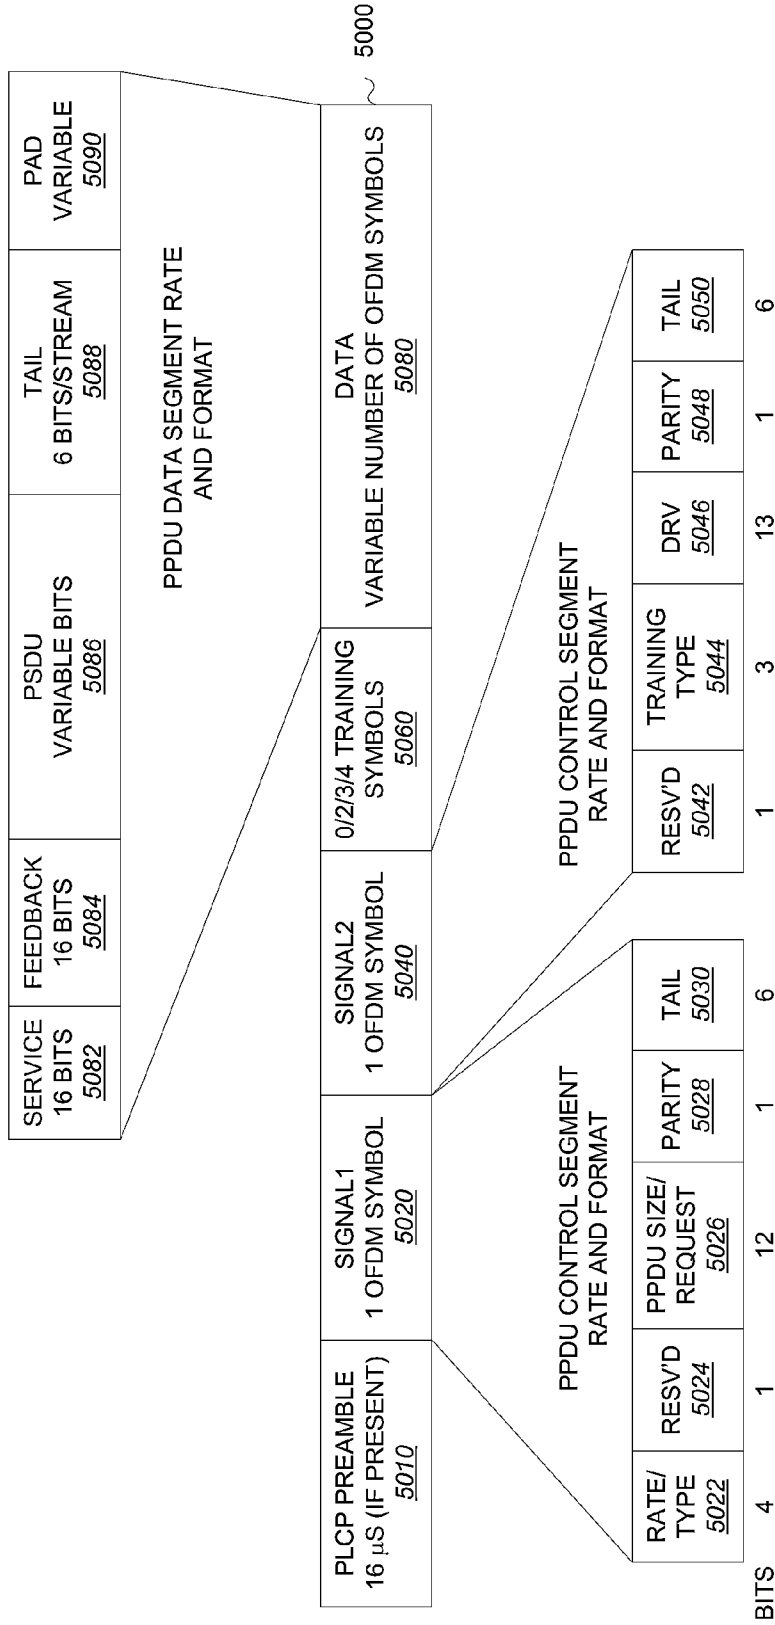 SERVICE
16 BITS
5082
FEEDBACK
16 BITS
5084
PSDU
VARIABLE BITS
5086
TAIL
6 BITS/STREAM
5088
PAD
VARIABLE
5090
PPDU DATA SEGMENT RATE
AND FORMAT
PLCP PREAMBLE
16 µS (IF PRESENT)
5010
SIGNAL1
1 OFDM SYMBOL
5020
SIGNAL2
1 OFDM SYMBOL
5040
0/2/3/4 TRAINING
SYMBOLS
5060
DATA
VARIABLE NUMBER OF OFDM SYMBOLS
5080
5000
PPDU CONTROL SEGMENT
RATE AND FORMAT
PPDU CONTROL SEGMENT
RATE AND FORMAT
RATE/
TYPE
5022
RESV'D
5024
PPDU SIZE/
REQUEST
5026
PARITY
5028
TAIL
5030
RESV'D
5042
TRAINING
TYPE
5044
DRV
5046
PARITY
5048
TAIL
5050
BITS 4 1 12 1 6 1 3 13 1 6